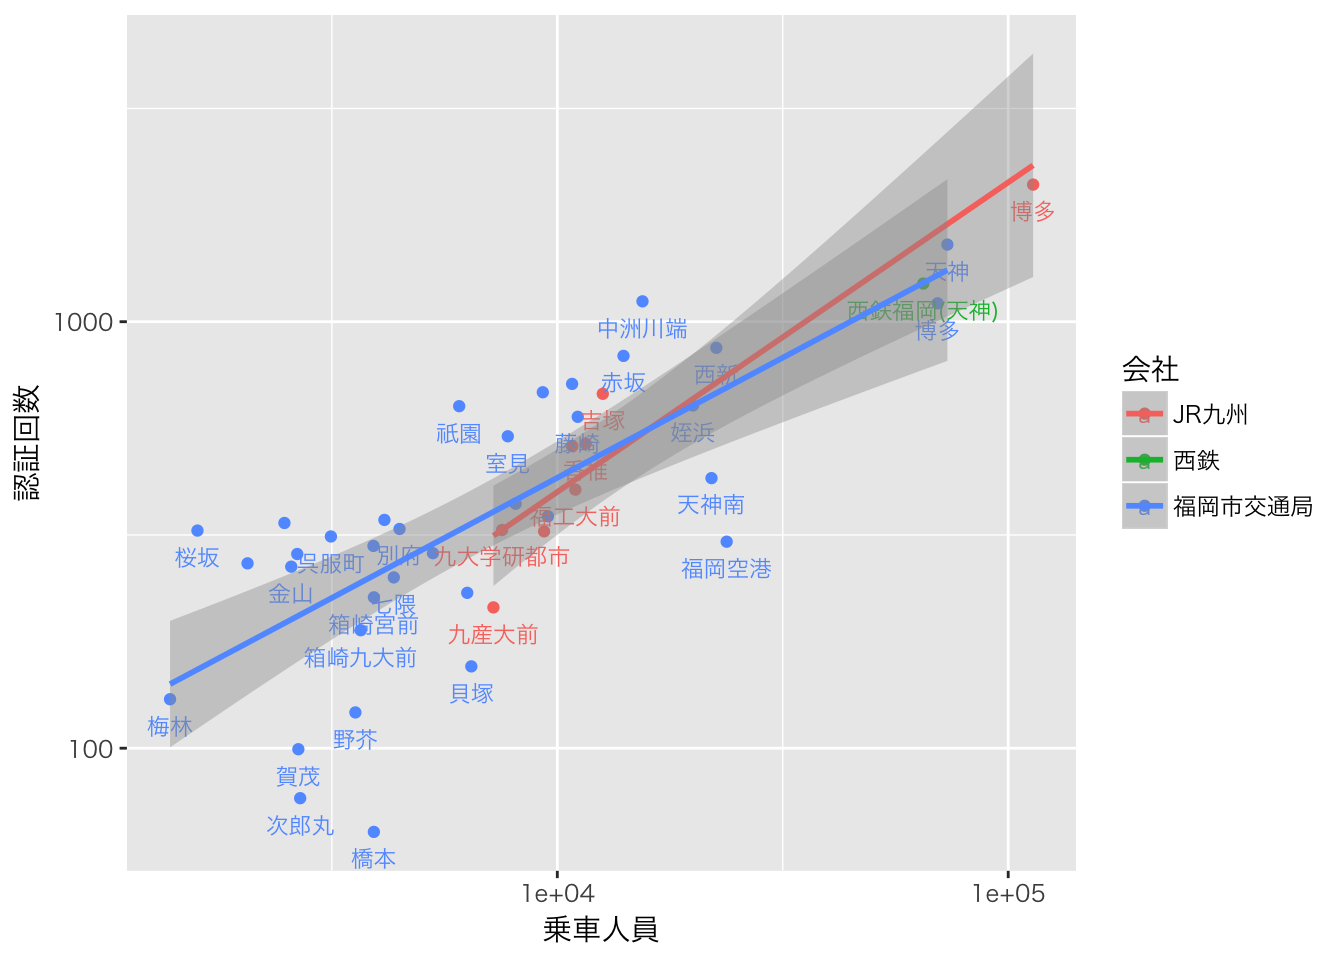 博多
天神
西鉄福岡(天神)
博多
1000
中洲川端
西新
赤坂
吉塚
祇園
藤崎
姪浜
室見
香椎
天神南
福工大前
桜坂
呉服町
別府
九大学研都市
福岡空港
金山
七隈
箱崎宮前
九産大前
箱崎九大前
貝塚
梅林
野芥
100
賀茂
次郎丸
橋本
1e+04
1e+05
乗車人員
認証回数
会社
a JR九州
a 西鉄
a 福岡市交通局